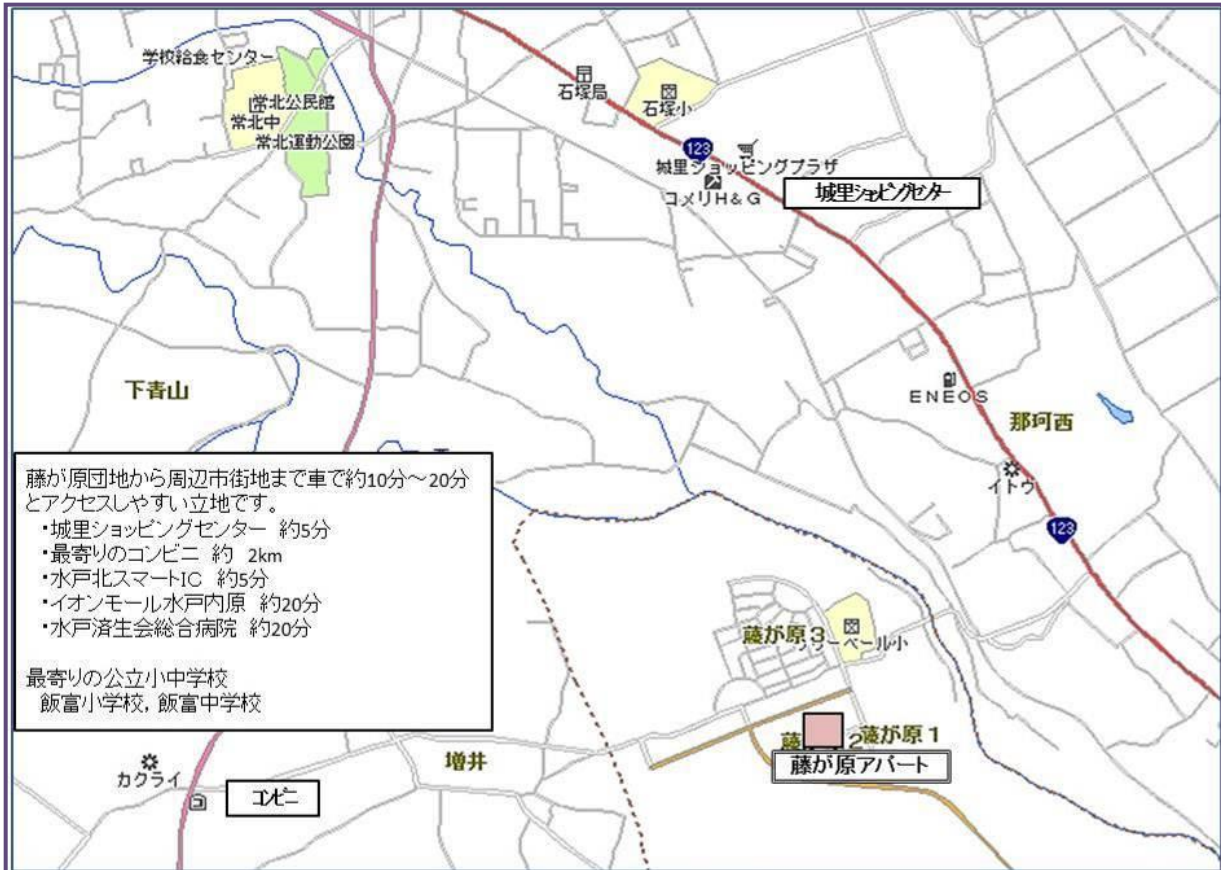 学校給食センター
常北公民館
常北中
常北運動公園
石塚局
石塚小
123
城里ショッピングプラザ
コメリH&G
城里ショッピングセンター
下青山
ENEOS
那珂西
イトウ
123
藤が原団地から周辺市街地まで車で約10分～20分
とアクセスしやすい立地です。
・城里ショッピングセンター 約5分
・最寄りのコンビニ 約 2km
・水戸北スマートIC 約5分
・イオンモール水戸内原 約20分
・水戸済生会総合病院 約20分
最寄りの公立小中学校
飯富小学校, 飯富中学校
藤が原3
リリーベール小
藤 2
藤が原1
藤が原アパート
増井
カクライ
コンビニ